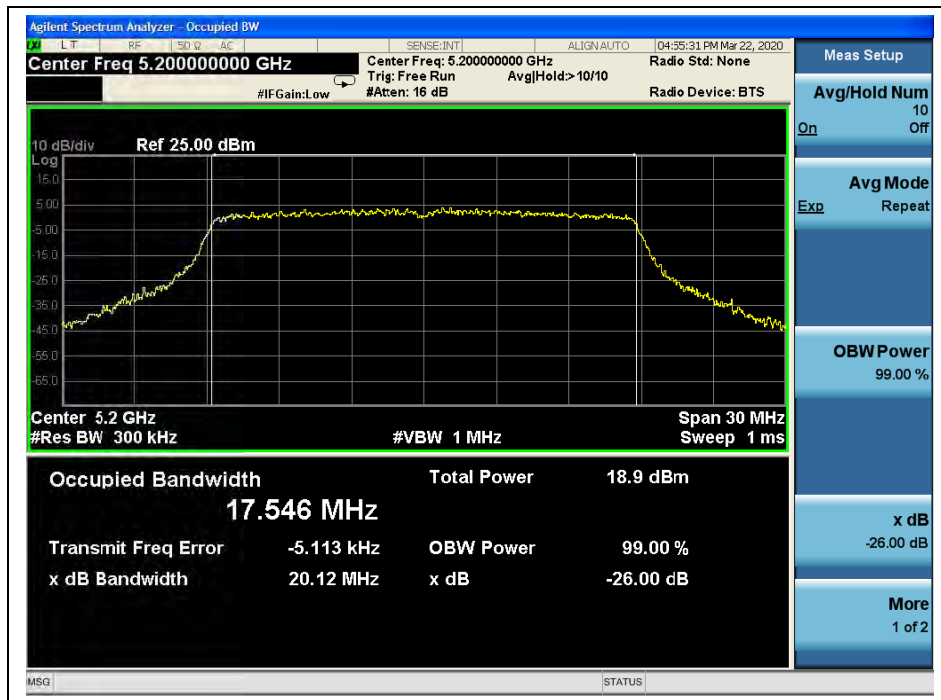 Agilent Spectrum Analyzer - Occupied BW
LXI LT RF 50 Ω AC SENSE:INT ALIGN AUTO 04:55:31 PM Mar 22, 2020
Center Freq 5.200000000 GHz
Center Freq: 5.200000000 GHz
Radio Std: None
Trig: Free Run Avg|Hold:>10/10
#IFGain:Low
#Atten: 16 dB
Radio Device: BTS
10 dB/div Ref 25.00 dBm
Log
15.0
5.00
-5.00
-15.0
-25.0
-35.0
-45.0
-55.0
-65.0
Center 5.2 GHz Span 30 MHz
#Res BW 300 kHz #VBW 1 MHz Sweep 1 ms
Occupied Bandwidth Total Power 18.9 dBm
17.546 MHz
Transmit Freq Error -5.113 kHz OBW Power 99.00 %
x dB Bandwidth 20.12 MHz x dB -26.00 dB
MSG STATUS
Meas Setup
Avg/Hold Num
10
On Off
Avg Mode
Exp Repeat
OBW Power
99.00 %
x dB
-26.00 dB
More
1 of 2